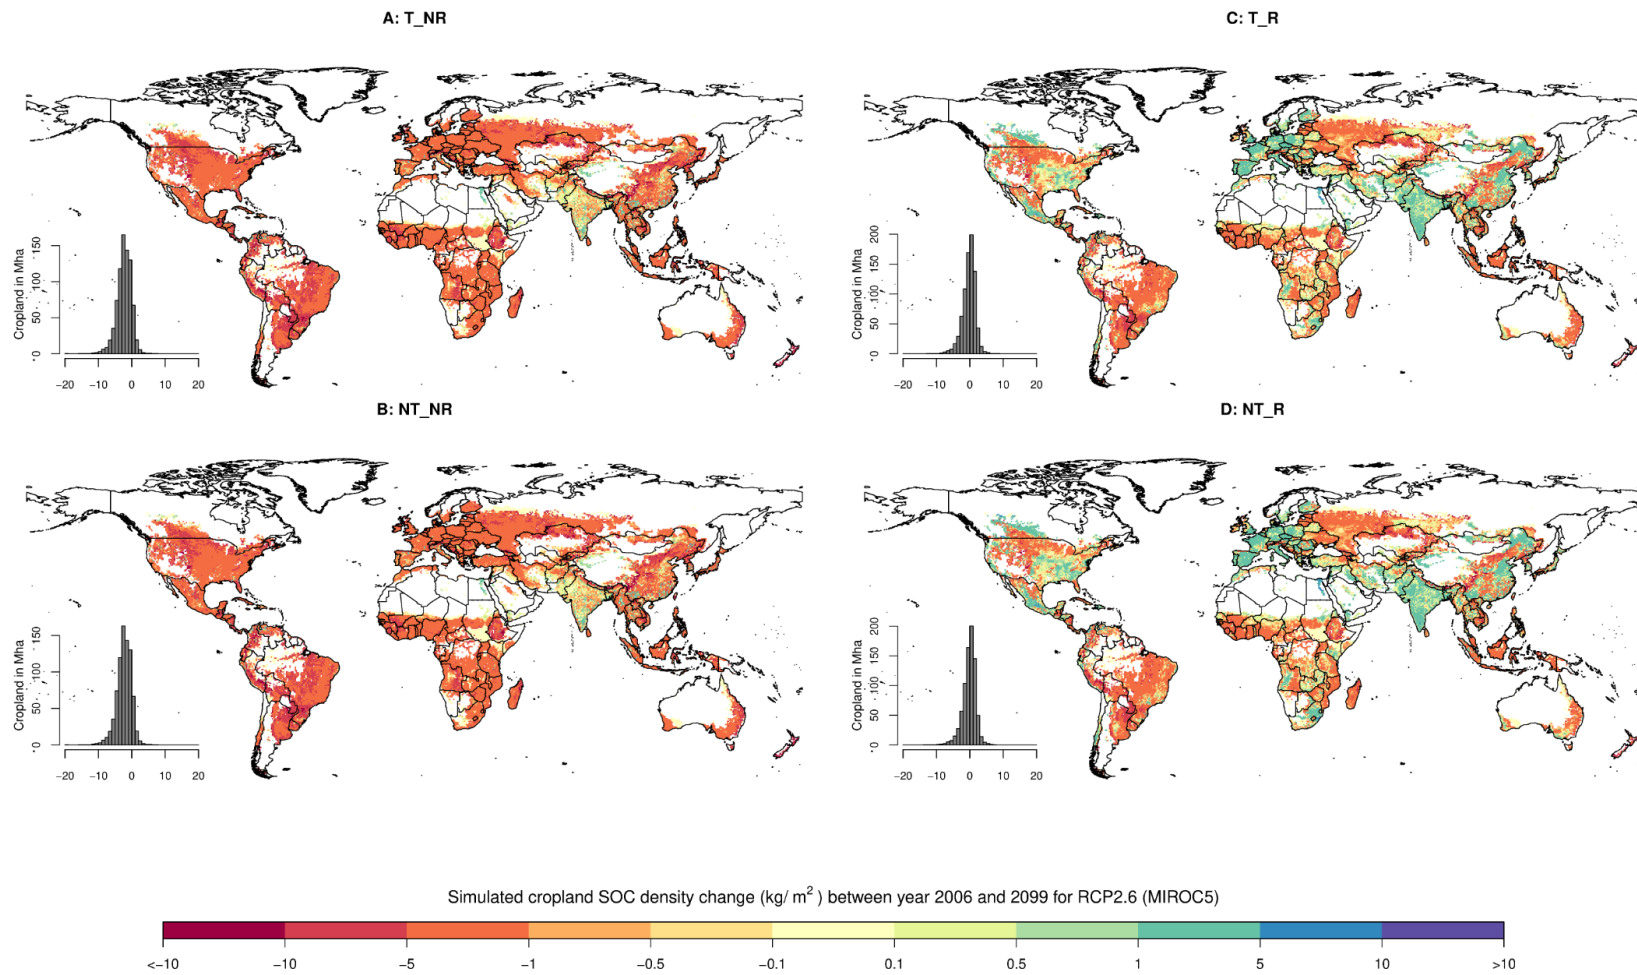 A: T_NR
C: T_R
Cropland in Mha
0 50 100 150
−20 −10 0 10 20
Cropland in Mha
0 50 100 150 200
−20 −10 0 10 20
B: NT_NR
D: NT_R
Cropland in Mha
0 50 100 150
−20 −10 0 10 20
Cropland in Mha
0 50 100 150 200
−20 −10 0 10 20
Simulated cropland SOC density change (kg/ m² ) between year 2006 and 2099 for RCP2.6 (MIROC5)
<−10 −10 −5 −1 −0.5 −0.1 0.1 0.5 1 5 10 >10